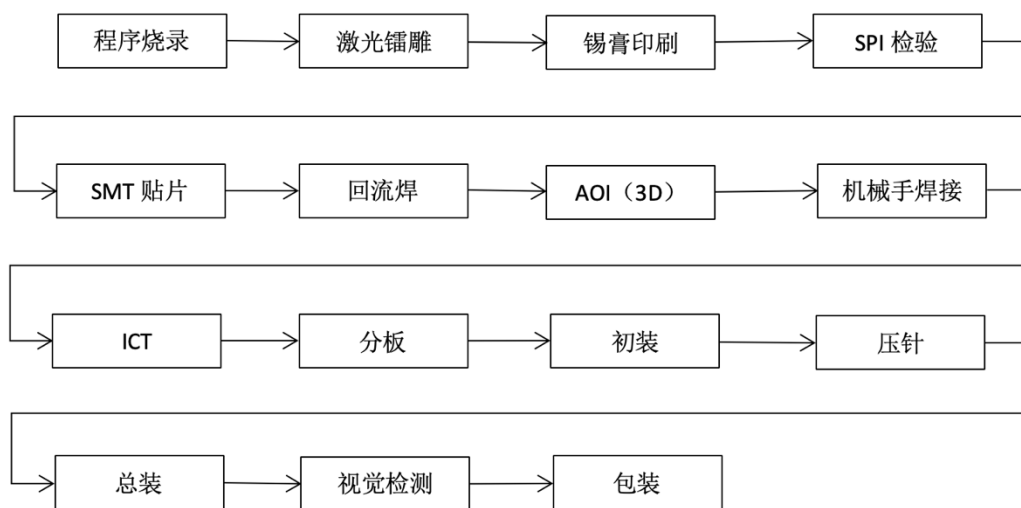 程序烧录
激光镭雕
锡膏印刷
SPI 检验
SMT 贴片
回流焊
AOI（3D）
机械手焊接
ICT
分板
初装
压针
总装
视觉检测
包装